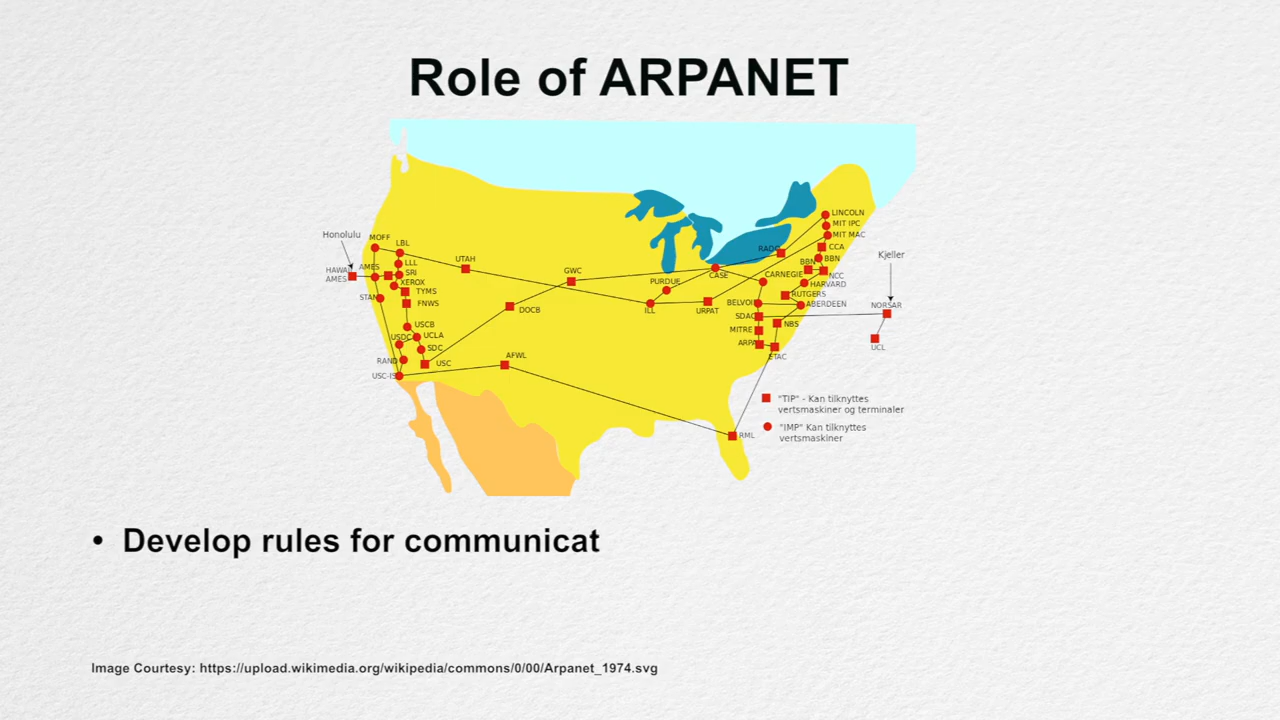 Role of ARPANET
LINCOLN
MIT IPC
MIT MAC
Honolulu
MOFF
LBL
CCA
RADC
UTAH
LLL
BBN
BBN
Kjeller
HAWAII
AMES
AMES
SRI
GWC
CASE
CARNEGIE
NCC
XEROX
PURDUE
HARVARD
TYMS
RUTGERS
STAN
FNWS
DOCB
ILL
URPAT
BELVOIR
ABERDEEN
NORSAR
SDAC
USCB
NBS
MITRE
USDC
UCLA
ARPA
SDC
UCL
RAND
USC
AFWL
ETAC
USC-IS
"TIP" - Kan tilknyttes
vertsmaskiner og terminaler
"IMP" Kan tilknyttes
vertsmaskiner
RML
• Develop rules for communicat
Image Courtesy: https://upload.wikimedia.org/wikipedia/commons/0/00/Arpanet_1974.svg